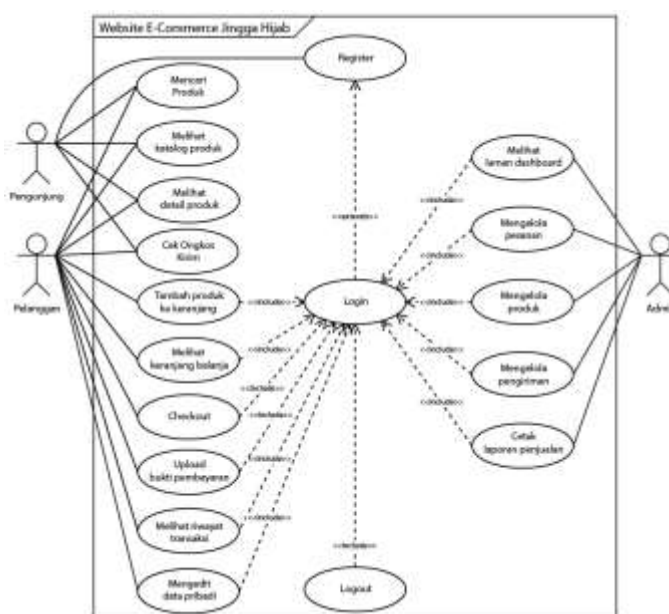 Website E-Commerce Jingga Hijab
Register
Mencari
Produk
Melihat
katalog produk
Melihat
detail produk
Cek Ongkos
Kirim
Tambah produk
ke keranjang
Melihat
keranjang belanja
Checkout
Upload
bukti pembayaran
Melihat riwayat
transaksi
Mengedit
data pribadi
Pengunjung
Pelanggan
Login
Logout
<<include>>
<<include>>
<<include>>
<<include>>
<<include>>
<<include>>
<<include>>
<<include>>
<<include>>
<<include>>
<<include>>
<<include>>
Melihat
laman dashboard
Mengelola
pesanan
Mengelola
produk
Mengelola
pengiriman
Cetak
laporan penjualan